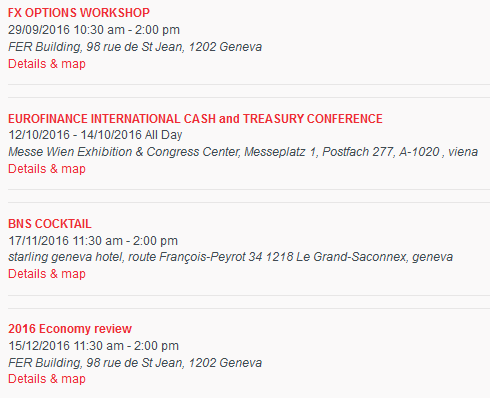 FX OPTIONS WORKSHOP
29/09/2016 10:30 am - 2:00 pm
FER Building, 98 rue de St Jean, 1202 Geneva
Details & map
EUROFINANCE INTERNATIONAL CASH and TREASURY CONFERENCE
12/10/2016 - 14/10/2016 All Day
Messe Wien Exhibition & Congress Center, Messeplatz 1, Postfach 277, A-1020 , viena
Details & map
BNS COCKTAIL
17/11/2016 11:30 am - 2:00 pm
starling geneva hotel, route François-Peyrot 34 1218 Le Grand-Saconnex, geneva
Details & map
2016 Economy review
15/12/2016 11:30 am - 2:00 pm
FER Building, 98 rue de St Jean, 1202 Geneva
Details & map